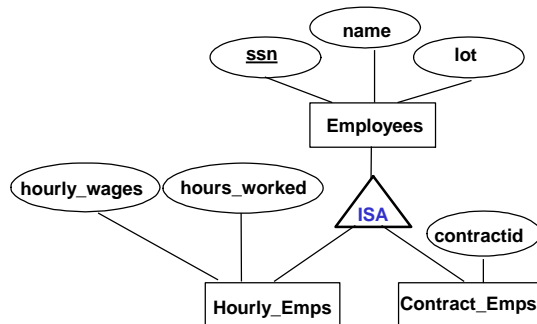 name
ssn
lot
Employees
hourly_wages
hours_worked
ISA
contractid
Hourly_Emps
Contract_Emps